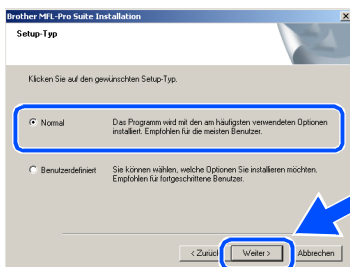 Brother MFL-Pro Suite Installation
Setup-Typ
Klicken Sie auf den gewünschten Setup-Typ.
Normal
Das Programm wird mit den am häufigsten verwendeten Optionen
installiert. Empfohlen für die meisten Benutzer.
Benutzerdefiniert
Sie können wählen, welche Optionen Sie installieren möchten.
Empfohlen für fortgeschrittene Benutzer.
< Zurück
Weiter >
Abbrechen